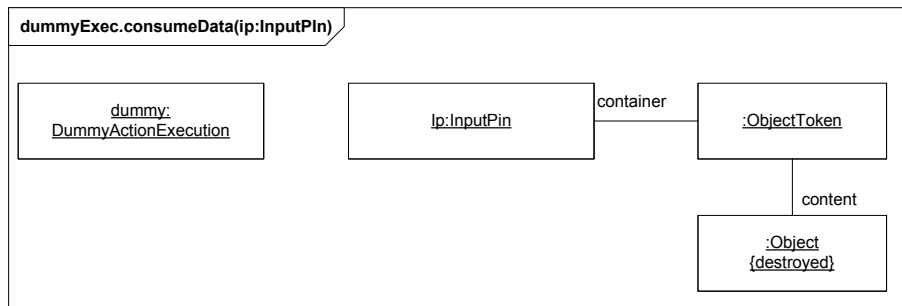 dummyExec.consumeData(ip:InputPIn)
dummy:
DummyActionExecution
Ip:InputPin
container
:ObjectToken
content
:Object
{destroyed}